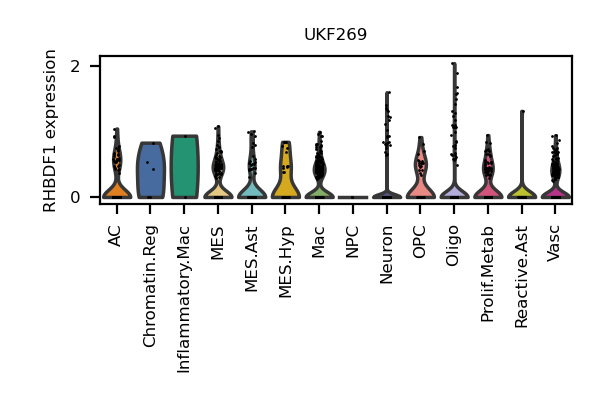 UKF269
RHBDF1 expression
2
0
AC
Chromatin.Reg
Inflammatory.Mac
MES
MES.Ast
MES.Hyp
Mac
NPC
Neuron
OPC
Oligo
Prolif.Metab
Reactive.Ast
Vasc